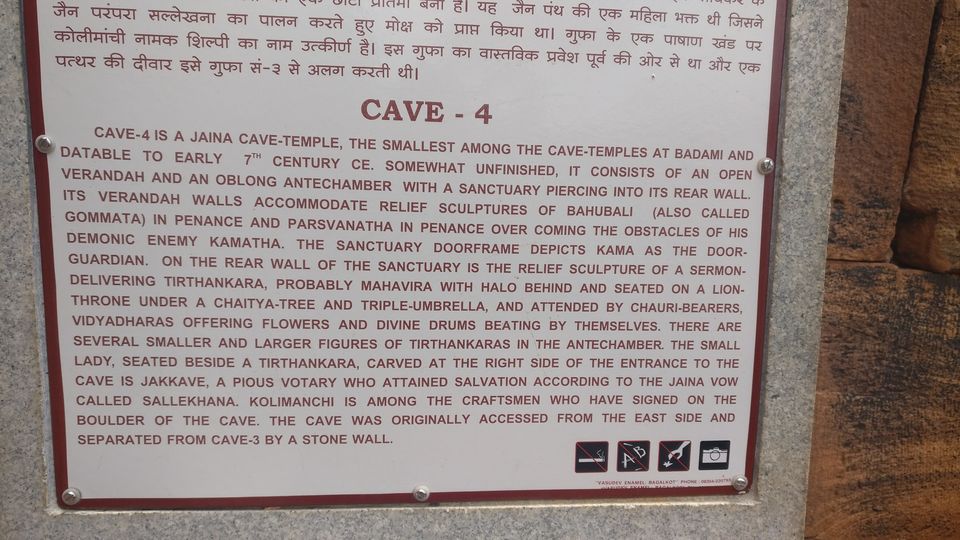 जैन परंपरा सल्लेखना का पालन करते हुए मोक्ष को प्राप्त किया था। गुफा के एक पाषाण खंड पर
कोलीमांची नामक शिल्पी का नाम उत्कीर्ण है। इस गुफा का वास्तविक प्रवेश पूर्व की ओर से था और एक
पत्थर की दीवार इसे गुफा सं-३ से अलग करती थी।
CAVE - 4
CAVE-4 IS A JAINA CAVE-TEMPLE, THE SMALLEST AMONG THE CAVE-TEMPLES AT BADAMI AND
DATABLE TO EARLY 7TH CENTURY CE. SOMEWHAT UNFINISHED, IT CONSISTS OF AN OPEN
VERANDAH AND AN OBLONG ANTECHAMBER WITH A SANCTUARY PIERCING INTO ITS REAR WALL.
ITS VERANDAH WALLS ACCOMMODATE RELIEF SCULPTURES OF BAHUBALI (ALSO CALLED
GOMMATA) IN PENANCE AND PARSVANATHA IN PENANCE OVER COMING THE OBSTACLES OF HIS
DEMONIC ENEMY KAMATHA. THE SANCTUARY DOORFRAME DEPICTS KAMA AS THE DOOR-
GUARDIAN. ON THE REAR WALL OF THE SANCTUARY IS THE RELIEF SCULPTURE OF A SERMON-
DELIVERING TIRTHANKARA, PROBABLY MAHAVIRA WITH HALO BEHIND AND SEATED ON A LION-
THRONE UNDER A CHAITYA-TREE AND TRIPLE-UMBRELLA, AND ATTENDED BY CHAURI-BEARERS,
VIDYADHARAS OFFERING FLOWERS AND DIVINE DRUMS BEATING BY THEMSELVES. THERE ARE
SEVERAL SMALLER AND LARGER FIGURES OF TIRTHANKARAS IN THE ANTECHAMBER. THE SMALL
LADY, SEATED BESIDE A TIRTHANKARA, CARVED AT THE RIGHT SIDE OF THE ENTRANCE TO THE
CAVE IS JAKKAVE, A PIOUS VOTARY WHO ATTAINED SALVATION ACCORDING TO THE JAINA VOW
CALLED SALLEKHANA. KOLIMANCHI IS AMONG THE CRAFTSMEN WHO HAVE SIGNED ON THE
BOULDER OF THE CAVE. THE CAVE WAS ORIGINALLY ACCESSED FROM THE EAST SIDE AND
SEPARATED FROM CAVE-3 BY A STONE WALL.
"VASUDEV ENAMEL, BAGALKOT" PHONE :